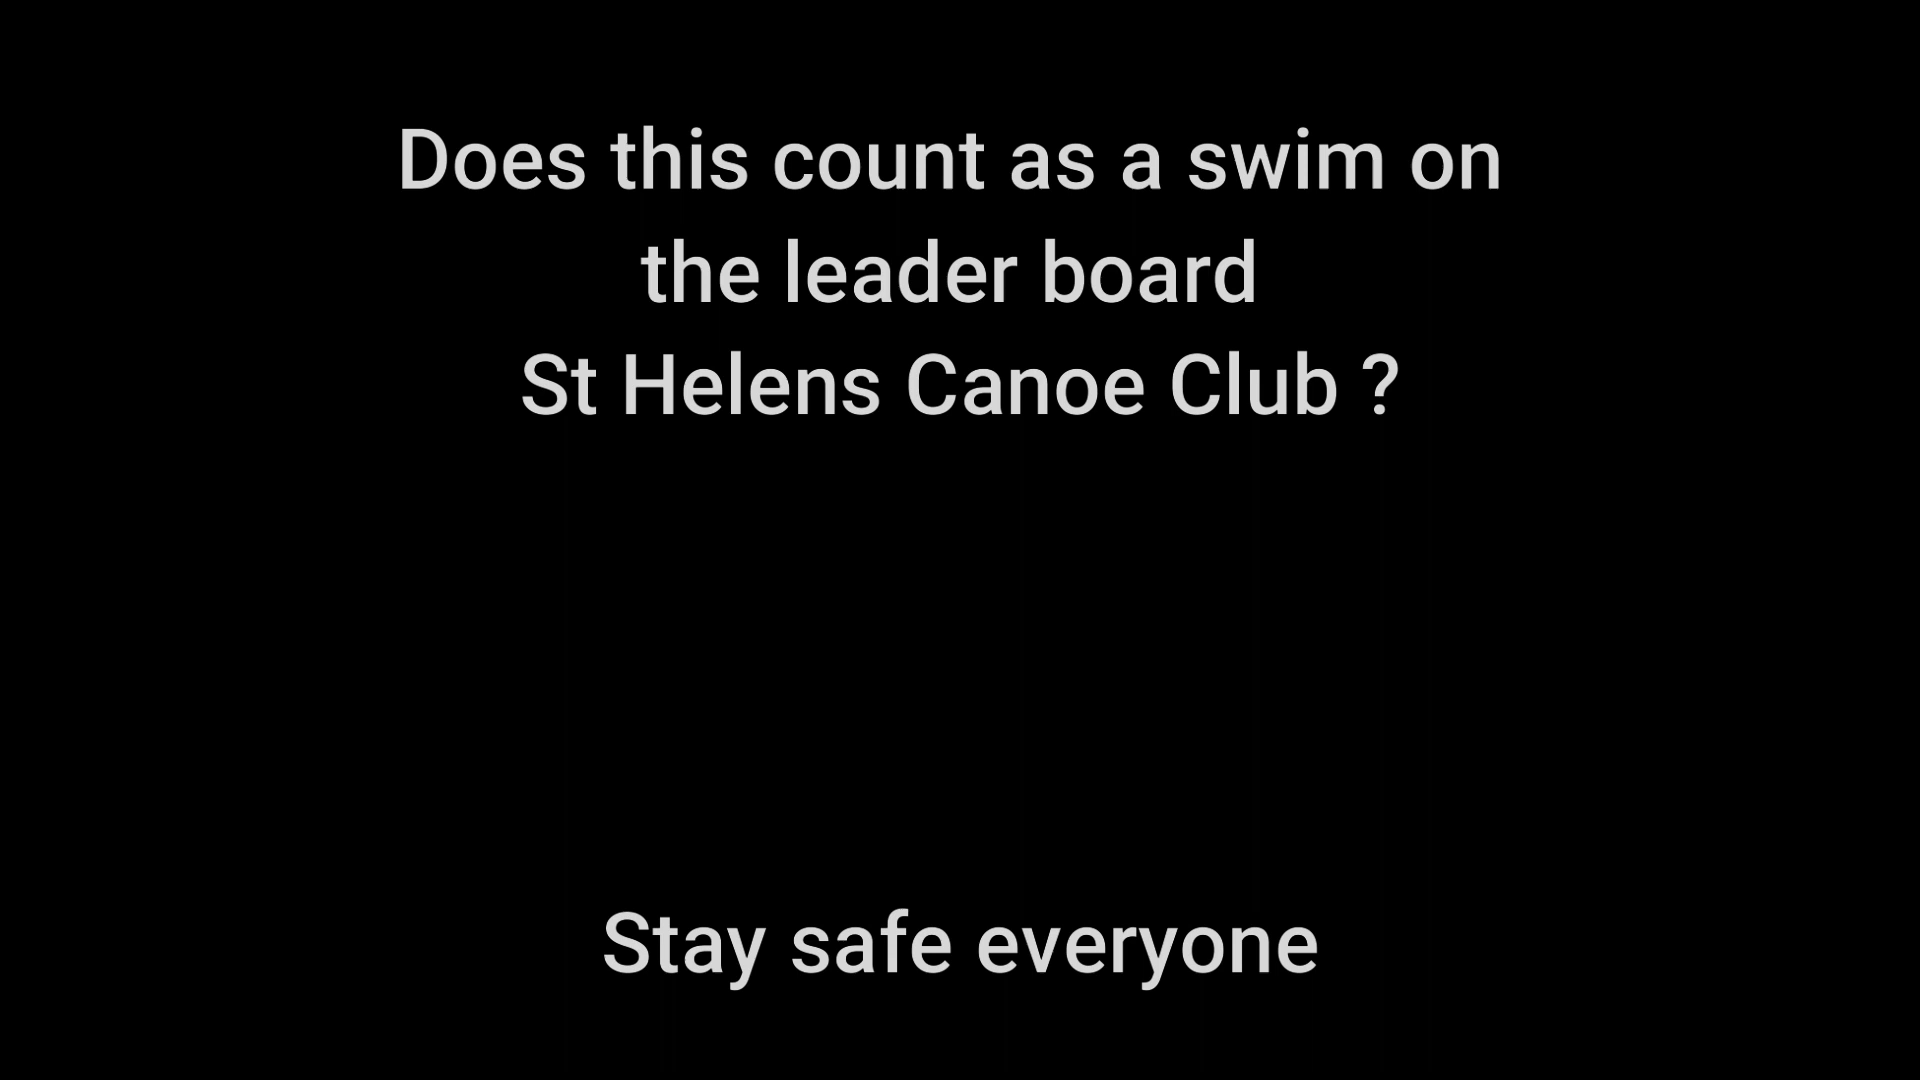 Does this count as a swim on
the leader board
St Helens Canoe Club ?
Stay safe everyone